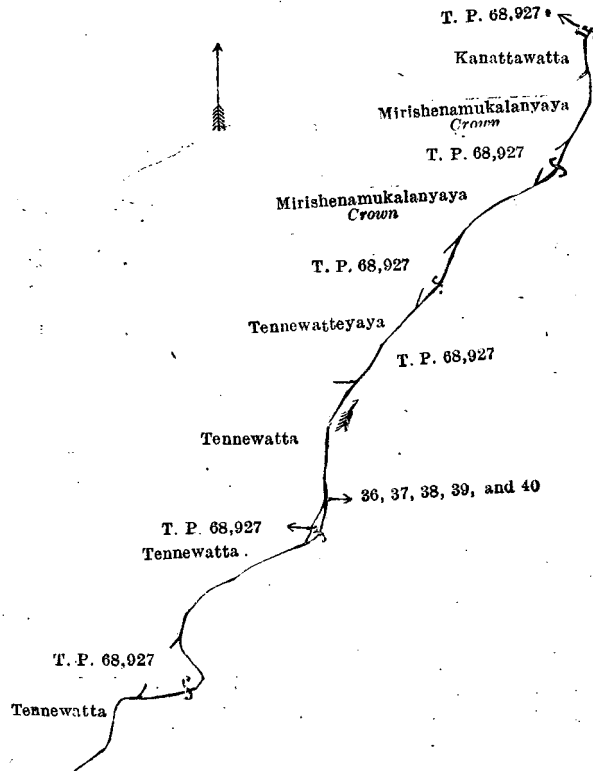 T. P. 68,927
Kanattawatta
Mirishenamukalanyaya
Crown
T. P. 68,927
Mirishenamukalanyaya
Crown
T. P. 68,927
Tennewatteyaya
T. P. 68,927
Tennewatta
36, 37, 38, 39, and 40
T. P. 68,927
Tennewatta
T. P. 68,927
Tennewatta